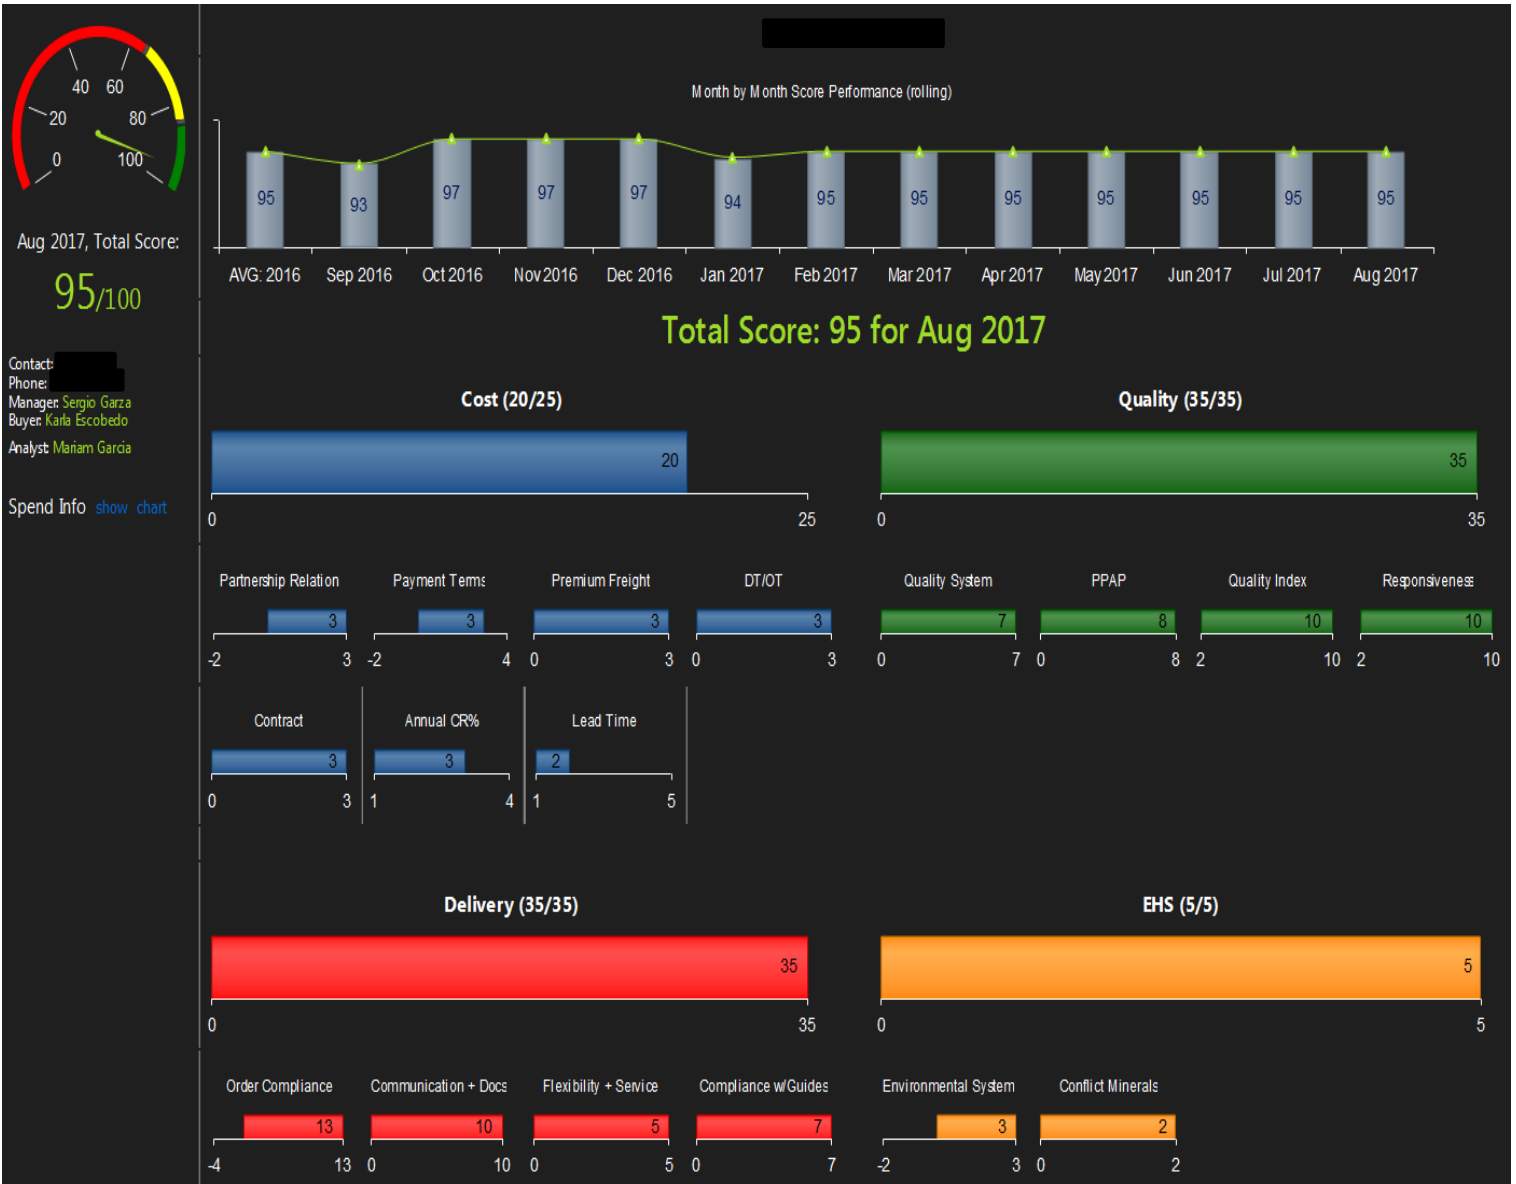 40 60
20 80
0 100
Aug 2017, Total Score:
95/100
Contact:
Phone:
Manager: Sergio Garza
Buyer: Karla Escobedo
Analyst: Mariam Garcia
Spend Info show chart
Month by Month Score Performance (rolling)
95 93 97 97 97 94 95 95 95 95 95 95 95
AVG: 2016 Sep 2016 Oct 2016 Nov 2016 Dec 2016 Jan 2017 Feb 2017 Mar 2017 Apr 2017 May 2017 Jun 2017 Jul 2017 Aug 2017
Total Score: 95 for Aug 2017
Cost (20/25) Quality (35/35)
20 35
0 25 0 35
Partnership Relation Payment Terms Premium Freight DT/OT Quality System PPAP Quality Index Responsiveness
3 3 3 3 7 8 10 10
-2 3 -2 4 0 3 0 3 0 7 0 8 2 10 2 10
Contract Annual CR% Lead Time
3 3 2
0 3 1 4 1 5
Delivery (35/35) EHS (5/5)
35 5
0 35 0 5
Order Compliance Communication + Docs Flexibility + Service Compliance w/Guides Environmental System Conflict Minerals
13 10 5 7 3 2
-4 13 0 10 0 5 0 7 -2 3 0 2